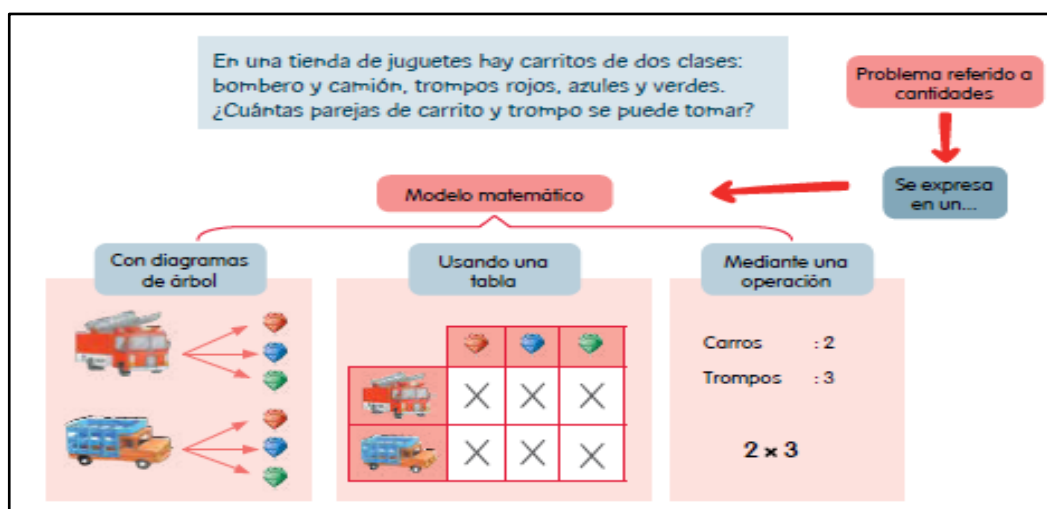 En una tienda de juguetes hay carritos de dos clases:
bombero y camión, trompos rojos, azules y verdes.
¿Cuántas parejas de carrito y trompo se puede tomar?
Problema referido a
cantidades
Se expresa
en un...
Modelo matemático
Con diagramas
de árbol
Usando una
tabla
Mediante una
operación
Carros : 2
Trompos : 3
2 × 3